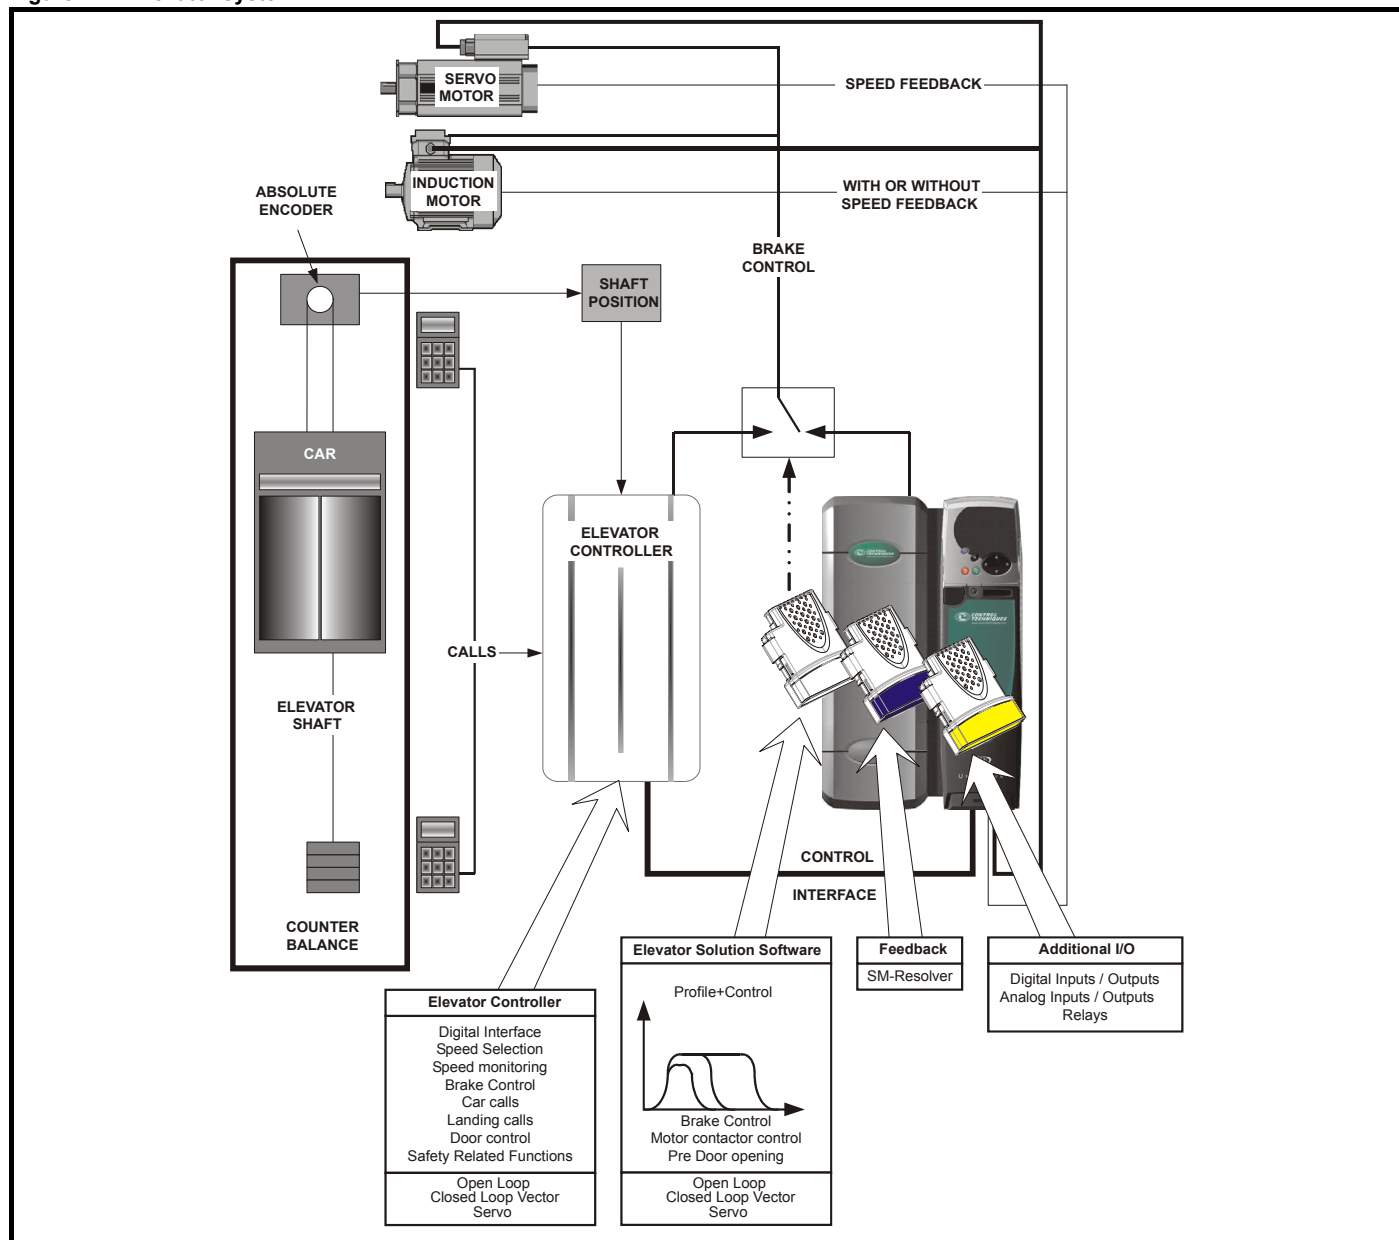 SERVO
MOTOR
SPEED FEEDBACK
INDUCTION
MOTOR
WITH OR WITHOUT
SPEED FEEDBACK
ABSOLUTE
ENCODER
BRAKE
CONTROL
SHAFT
POSITION
CAR
ELEVATOR
CONTROLLER
CONTROL
TECHNIQUES
CALLS
ELEVATOR
SHAFT
CONTROL
INTERFACE
COUNTER
BALANCE
Elevator Controller
Digital Interface
Speed Selection
Speed monitoring
Brake Control
Car calls
Landing calls
Door control
Safety Related Functions
Open Loop
Closed Loop Vector
Servo
Elevator Solution Software
Profile+Control
Brake Control
Motor contactor control
Pre Door opening
Open Loop
Closed Loop Vector
Servo
Feedback
SM-Resolver
Additional I/O
Digital Inputs / Outputs
Analog Inputs / Outputs
Relays